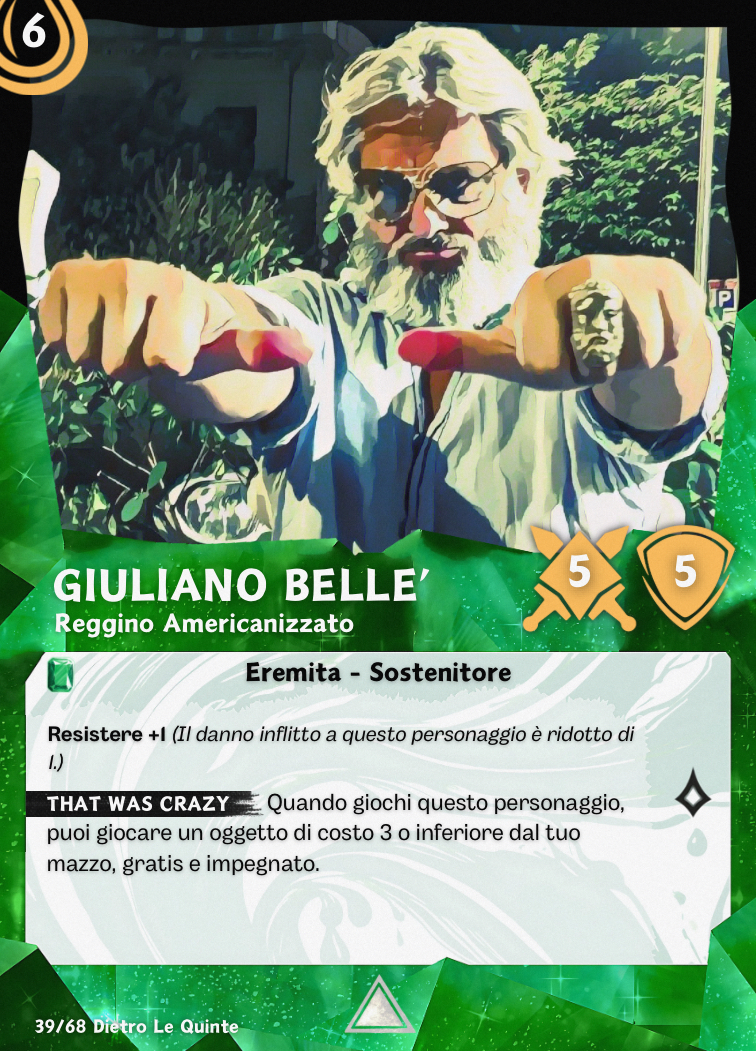 6
P
5
5
GIULIANO BELLE'
Reggino Americanizzato
Eremita - Sostenitore
Resistere +1 (Il danno inflitto a questo personaggio è ridotto di
1.)
THAT WAS CRAZY Quando giochi questo personaggio,
puoi giocare un oggetto di costo 3 o inferiore dal tuo
mazzo, gratis e impegnato.
39/68 Dietro Le Quinte